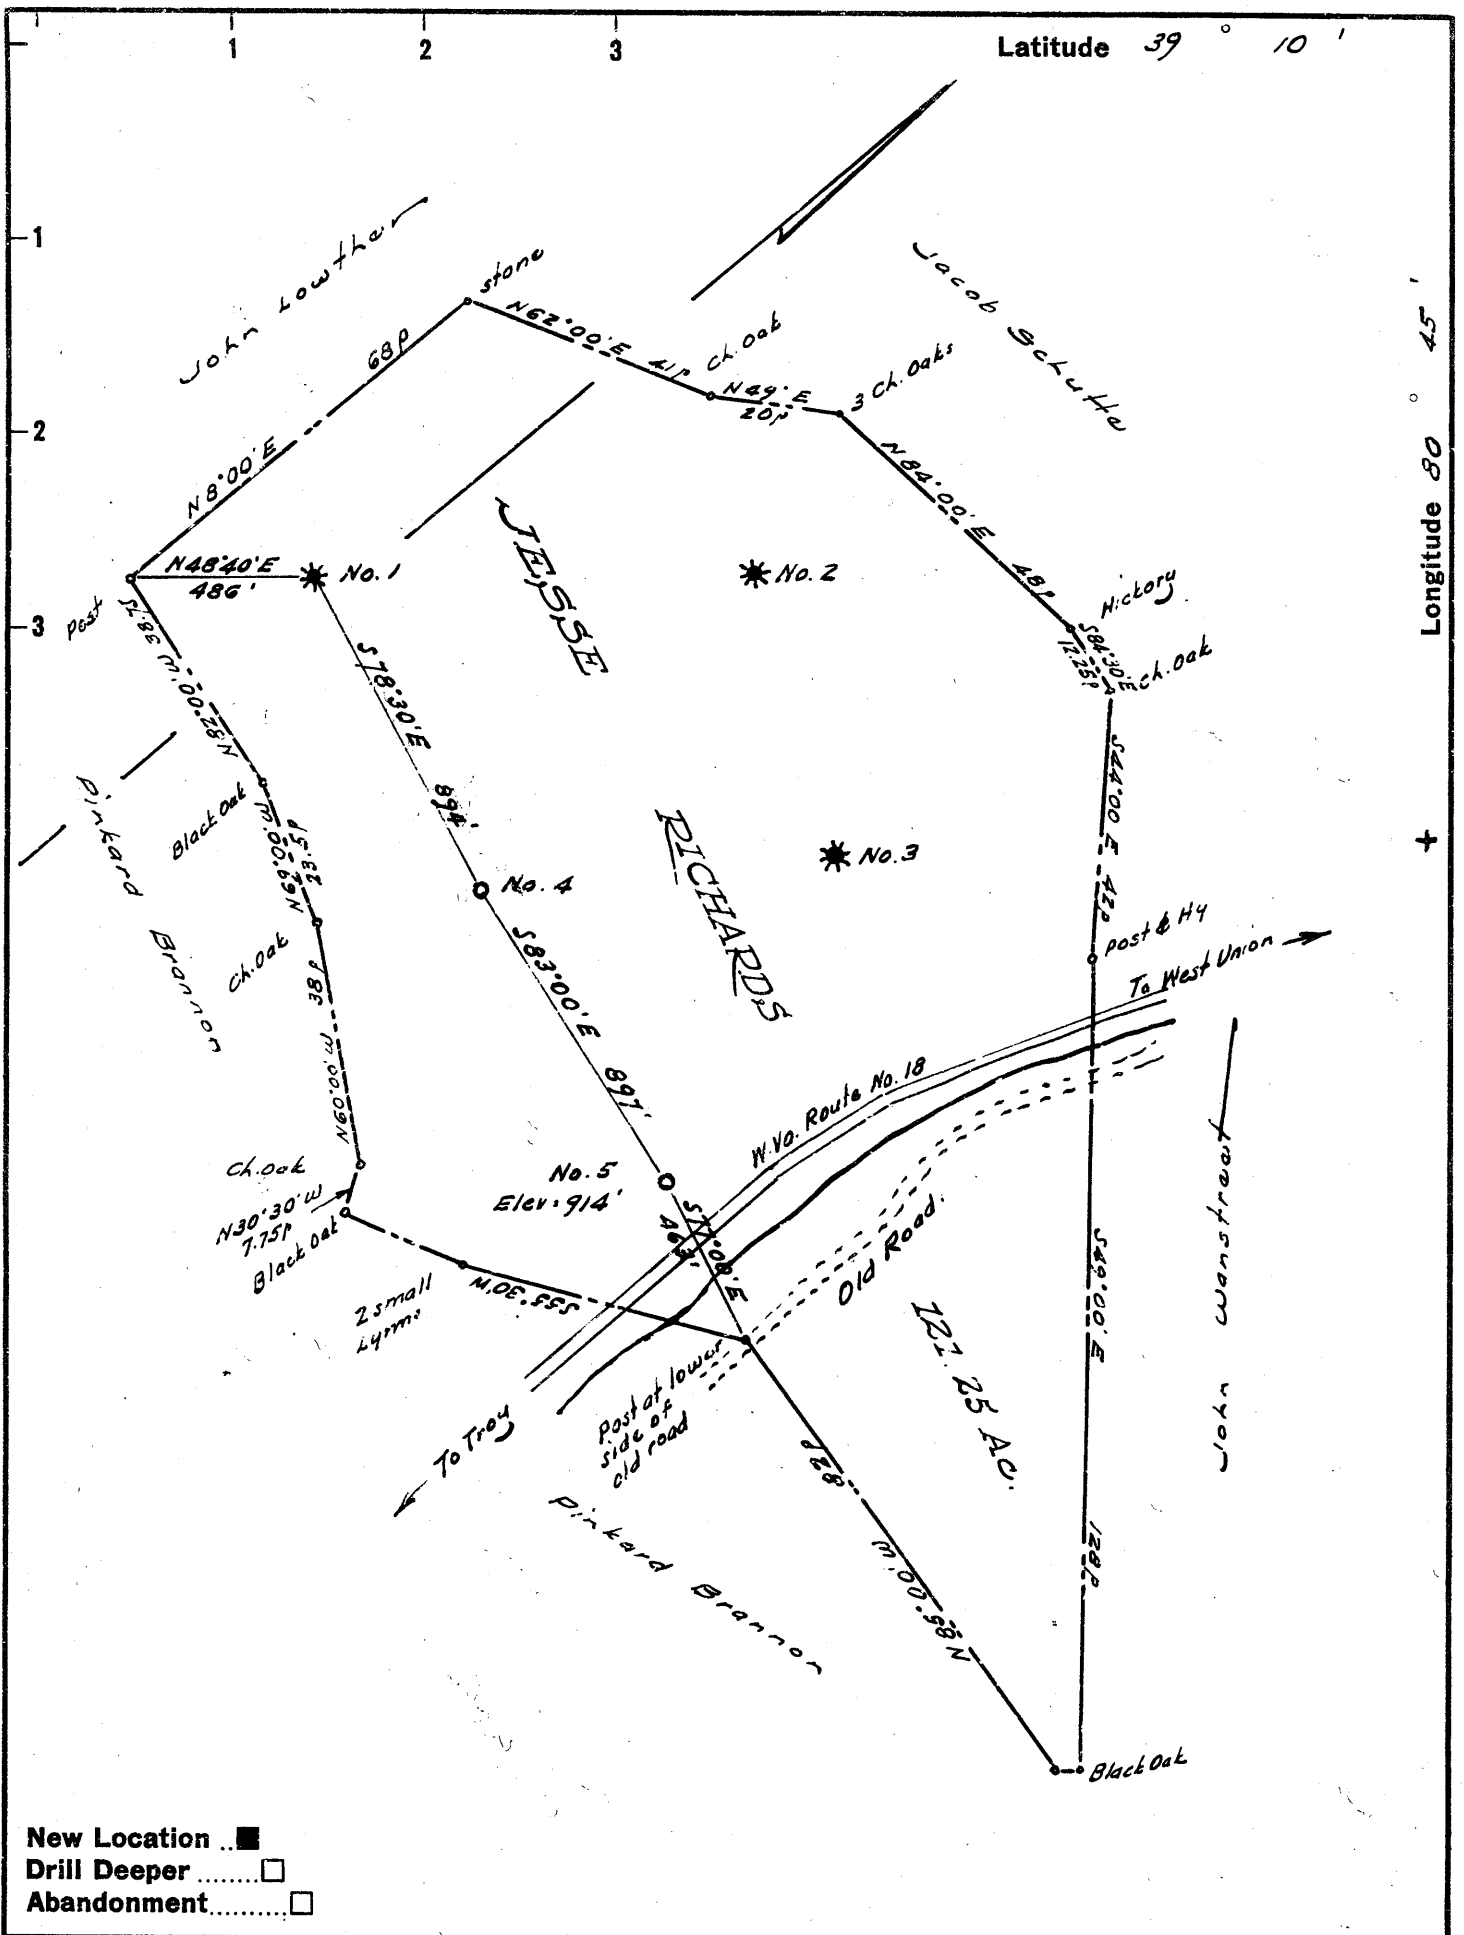 1 2 3
Latitude 39 ° 10 '
1
2
3
Longitude 80 ° 45 '
John Lowther
stone
N62°00'E 41P
Ch. Oak
N49° E
20P
3 Ch. Oaks
Jacob Schutte
68P
N8°00'E
N84°00'E 48P
Hickory
S84°30'E
12.25P
Ch. Oak
N48°40'E
486'
No. 1
No. 2
Post
JESSE
N82°00'W 38.75
S78°30'E 894'
S44°00'E 42P
Black Oak
N69°00'W
23.5P
Pinkard Brannon
No. 4
No. 3
RICHARDS
Ch. Oak
Post & Hy
To West Union
38P N60°00'W
S83°00'E 897'
W.Va. Route No. 18
Ch. Oak
N30°30'W
7.75P
Black Oak
No. 5
Elev: 914'
S77°00'E
463'
Old Road.
John Wanstreet
S55°30'W
2 small
S49°00'E 128P
Post at lower
side of
old road
121.25 Ac.
To Troy
82P N85°00'W
Pinkard Brannon
Black Oak
New Location ..
Drill Deeper ........
Abandonment..........